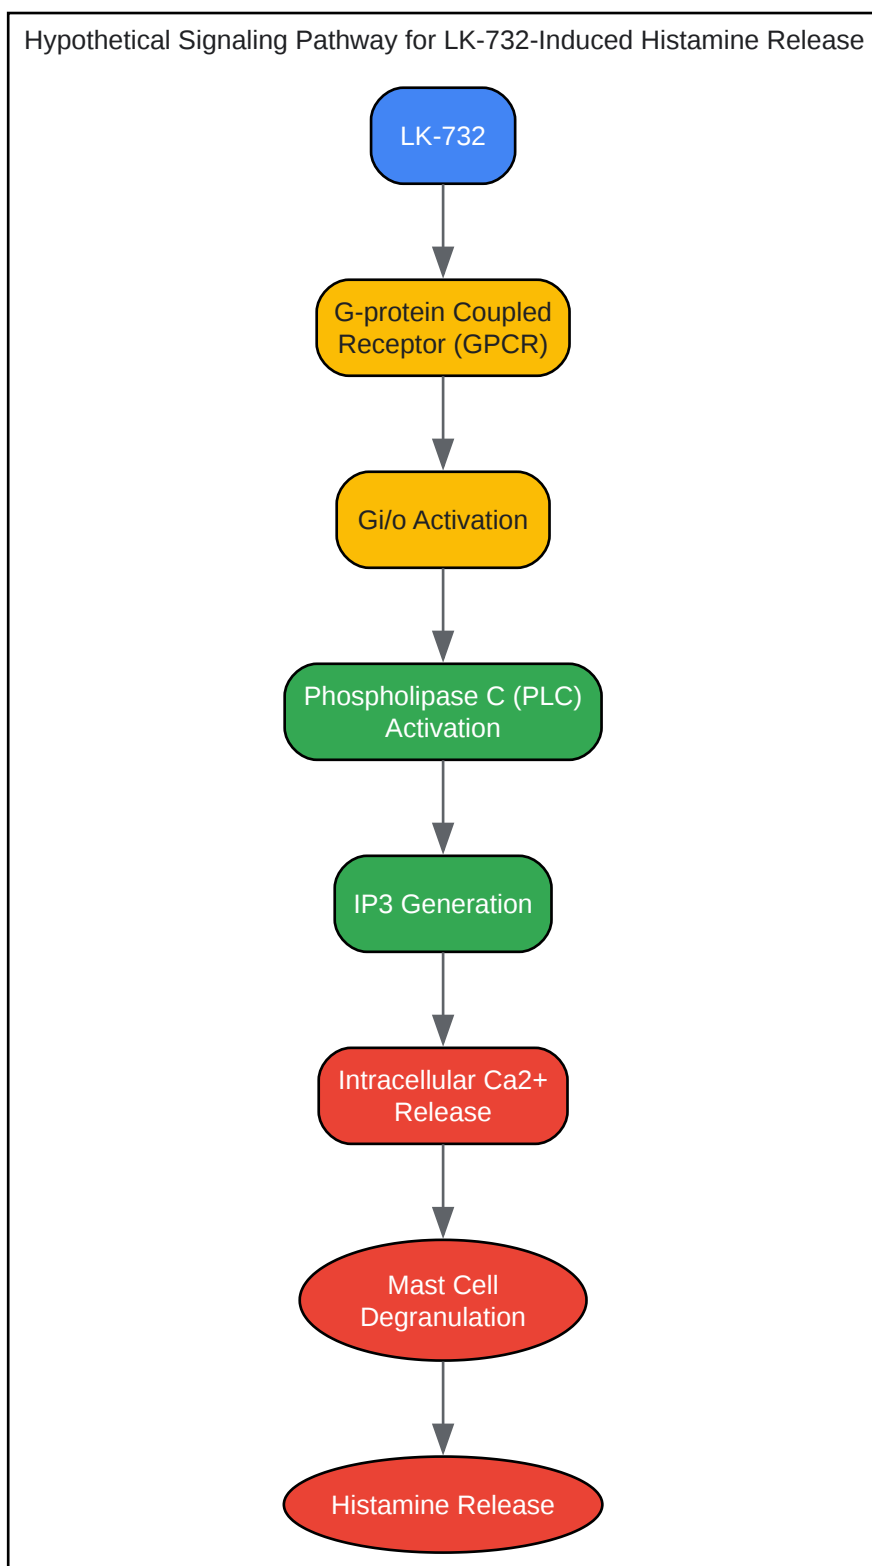 Hypothetical Signaling Pathway for LK-732-Induced Histamine Release
LK-732
G-protein Coupled
Receptor (GPCR)
Gi/o Activation
Phospholipase C (PLC)
Activation
IP3 Generation
Intracellular Ca2+
Release
Mast Cell
Degranulation
Histamine Release